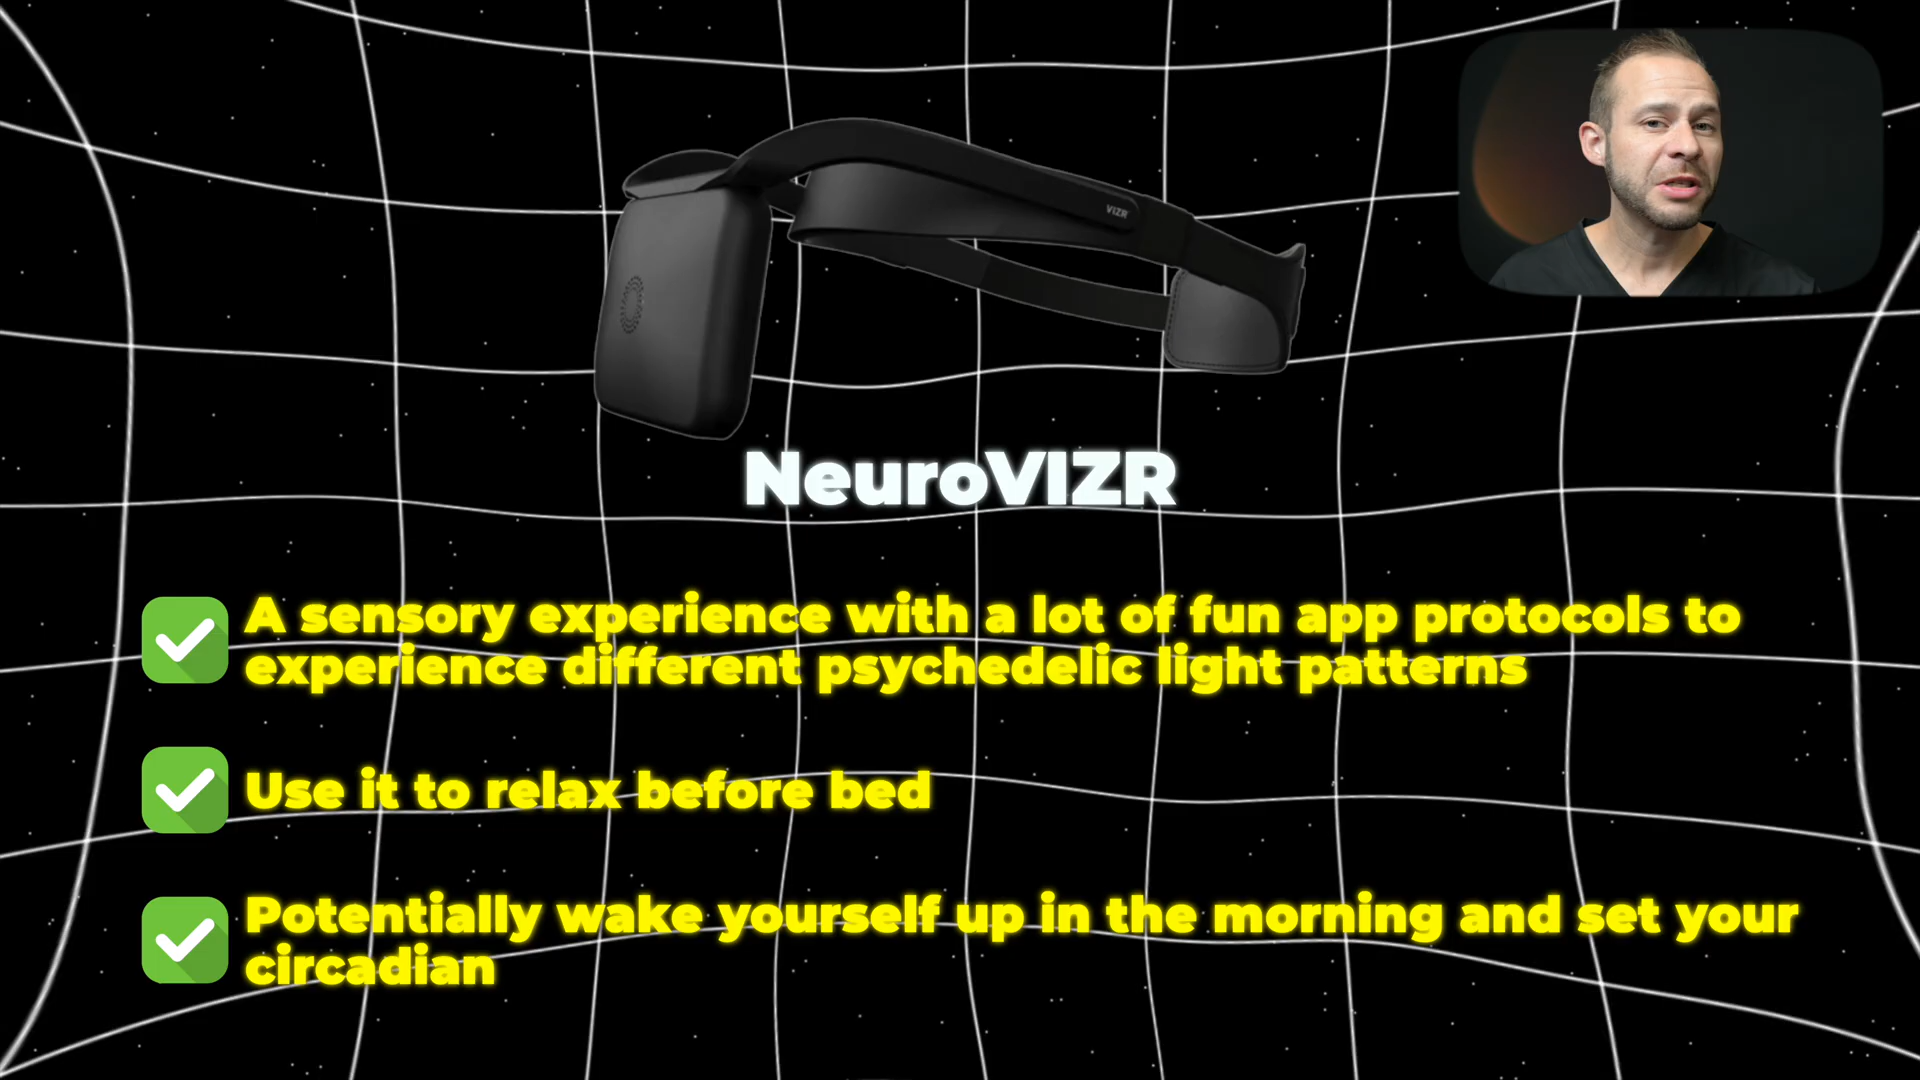 VIZR
NeuroVIZR
A sensory experience with a lot of fun app protocols to
experience different psychedelic light patterns
Use it to relax before bed
Potentially wake yourself up in the morning and set your
circadian